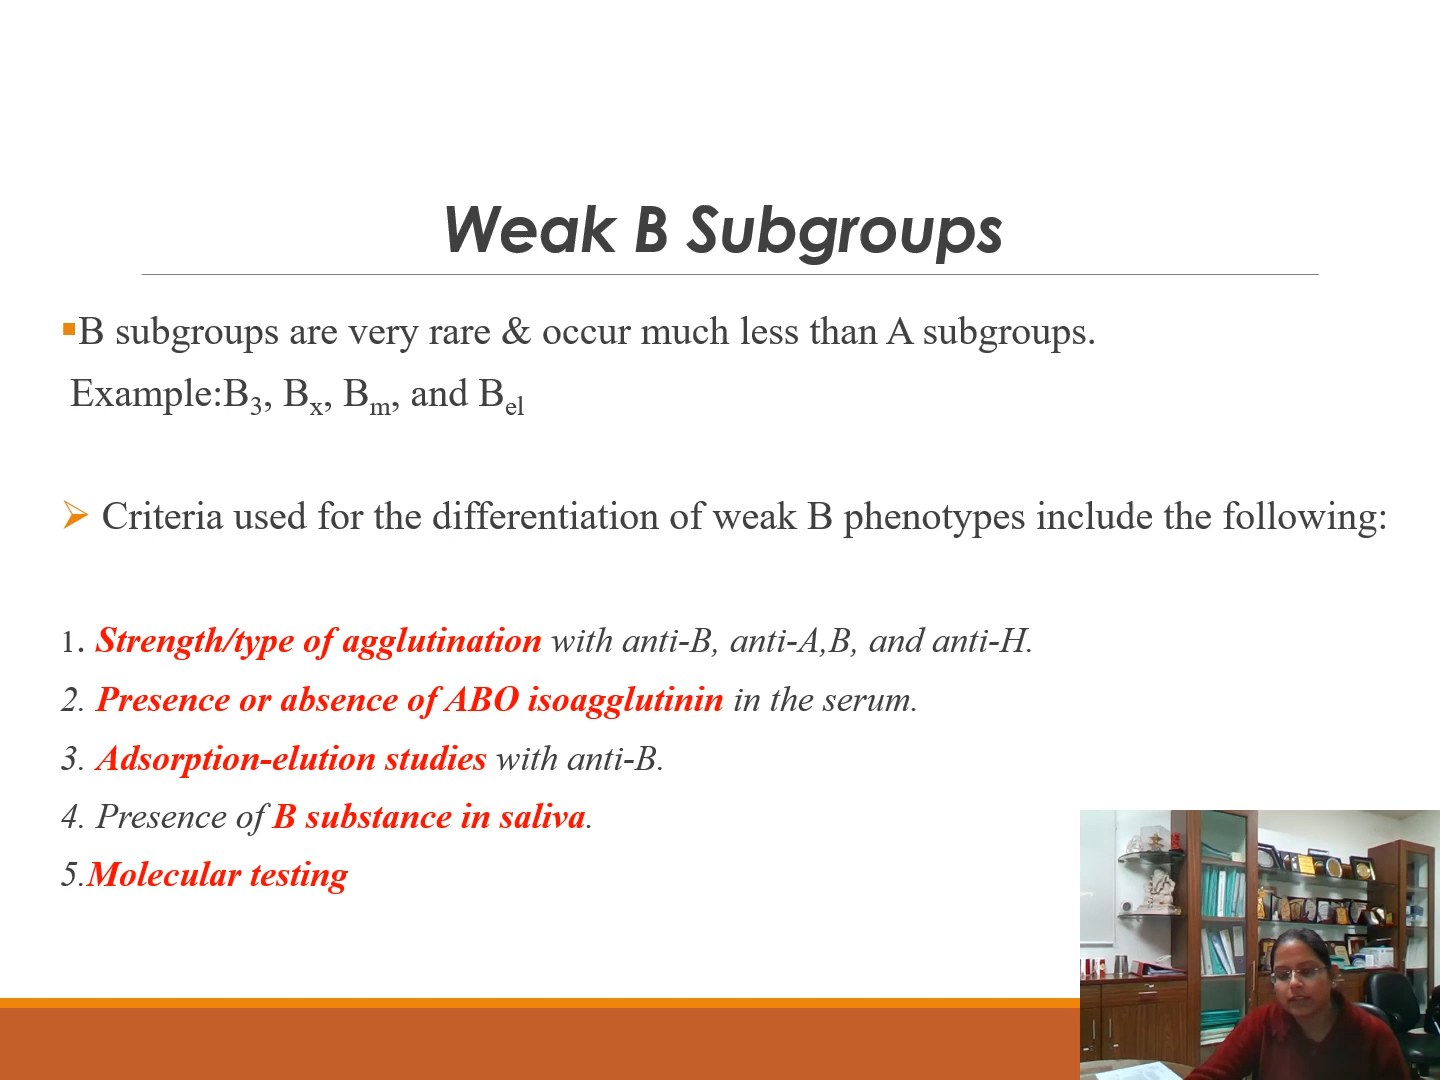 Weak B Subgroups
▪B subgroups are very rare & occur much less than A subgroups.
Example:B₃, Bₓ, Bₘ, and Bₑₗ
➢ Criteria used for the differentiation of weak B phenotypes include the following:
1. Strength/type of agglutination with anti-B, anti-A,B, and anti-H.
2. Presence or absence of ABO isoagglutinin in the serum.
3. Adsorption-elution studies with anti-B.
4. Presence of B substance in saliva.
5.Molecular testing